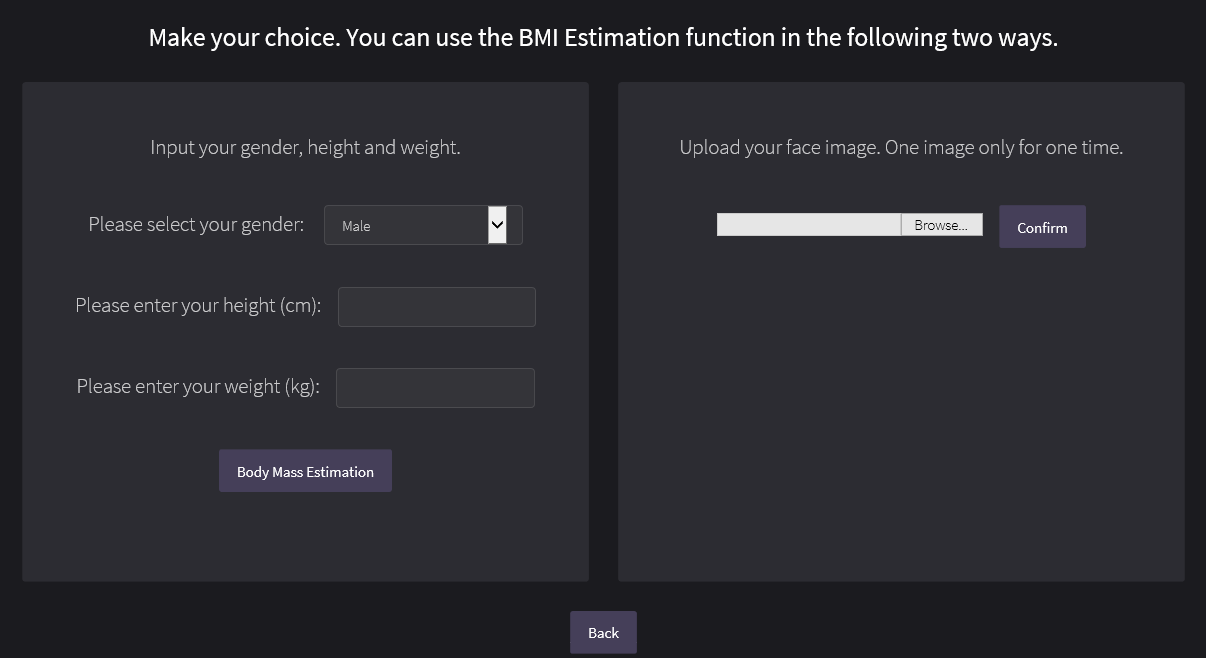 Make your choice. You can use the BMI Estimation function in the following two ways.
Input your gender, height and weight.
Please select your gender: Male
Please enter your height (cm):
Please enter your weight (kg):
Body Mass Estimation
Upload your face image. One image only for one time.
Browse... Confirm
Back